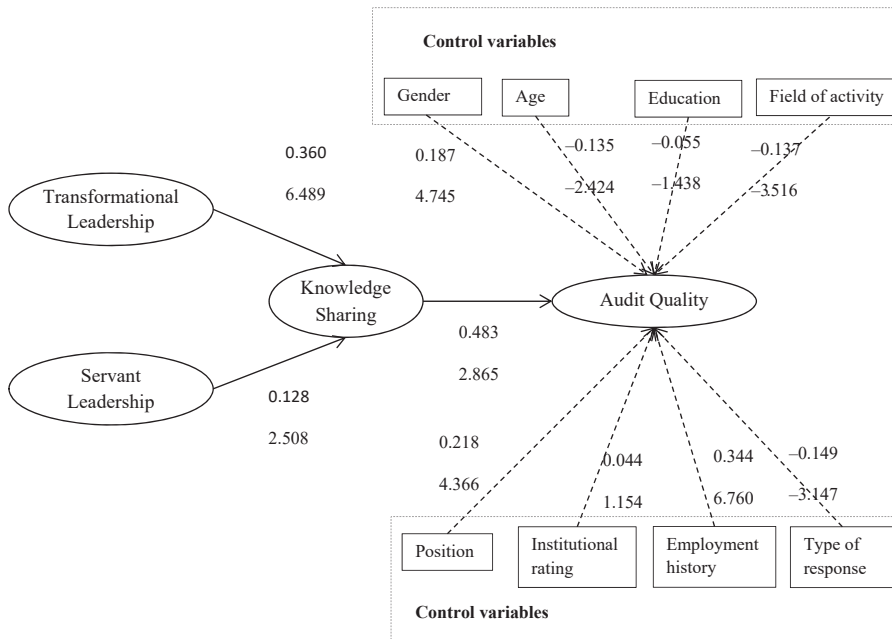 Control variables
Gender
Age
Education
Field of activity
0.360
6.489
0.187
4.745
–0.135
–2.424
–0.055
–1.438
–0.137
–3.516
Transformational
Leadership
Knowledge
Sharing
Audit Quality
0.483
2.865
Servant
Leadership
0.128
2.508
0.218
4.366
0.044
1.154
0.344
6.760
–0.149
–3.147
Position
Institutional
rating
Employment
history
Type of
response
Control variables